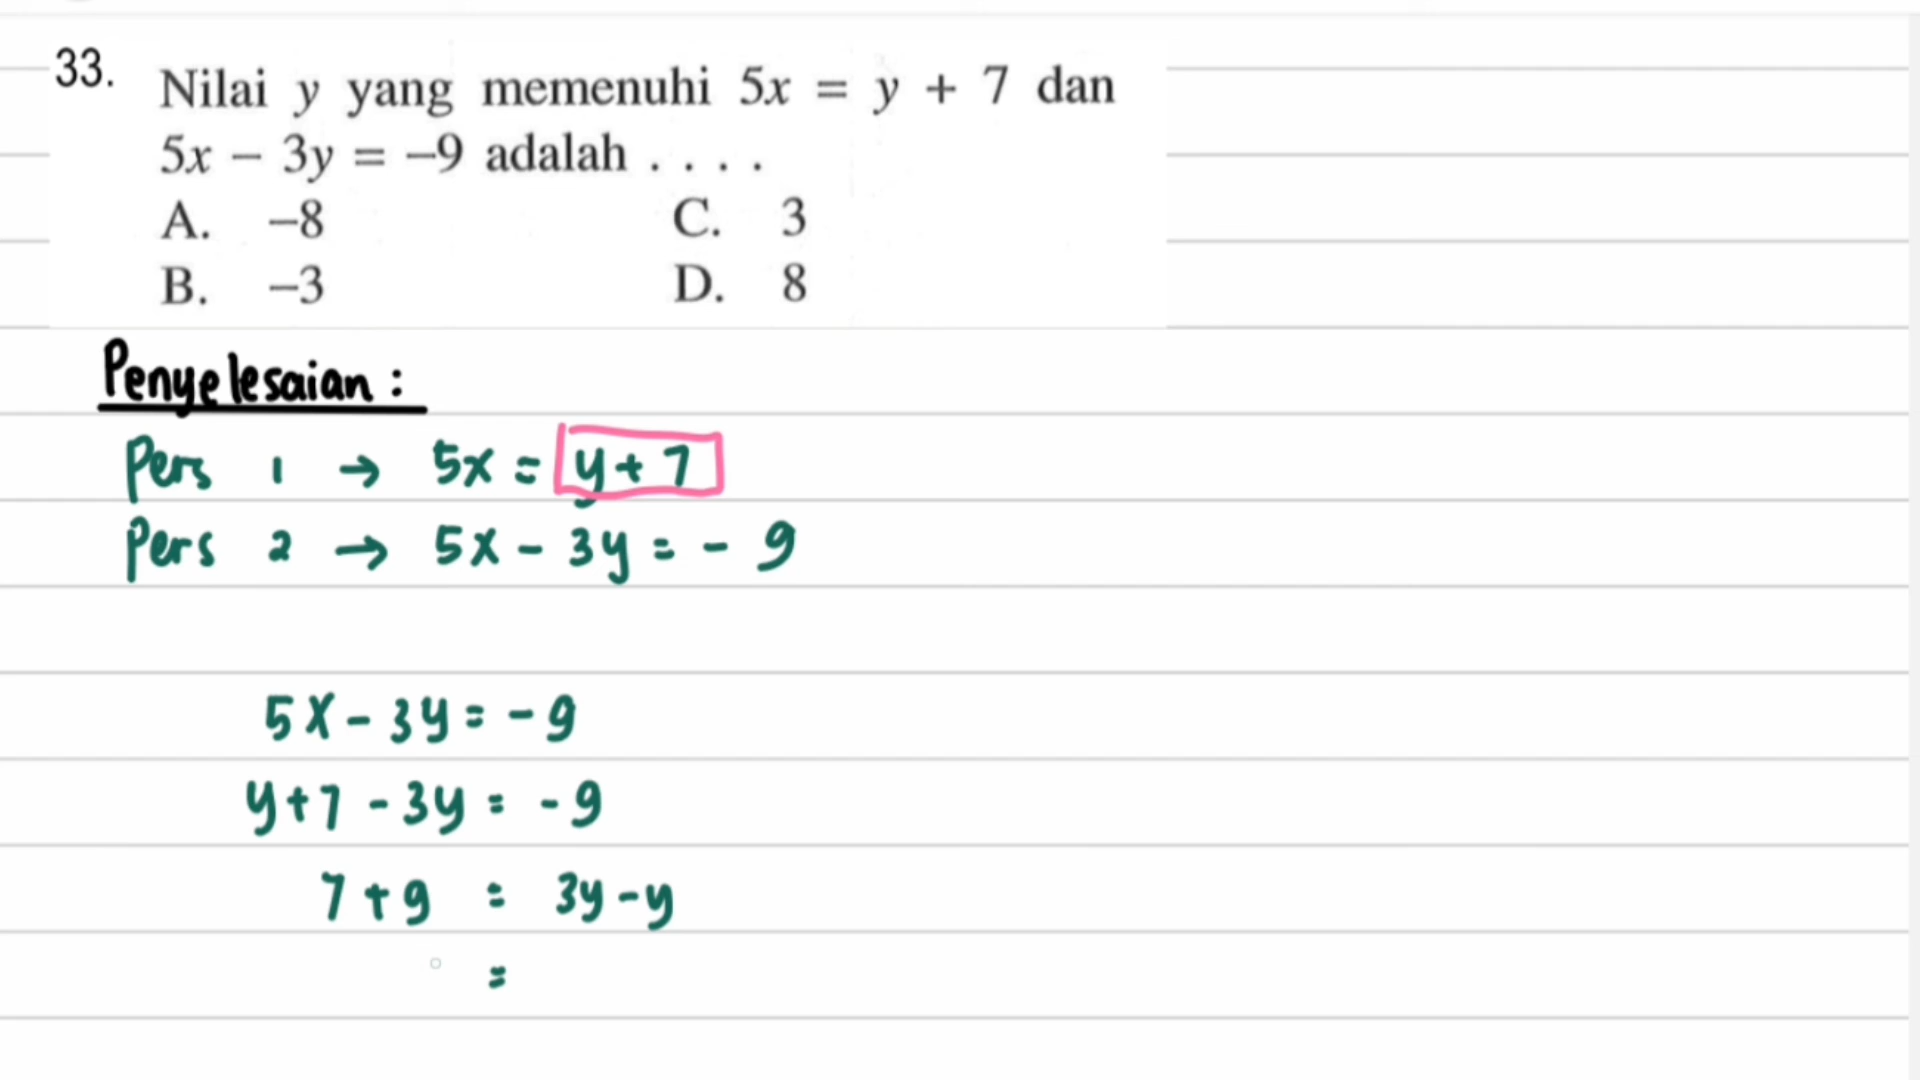 33. Nilai y yang memenuhi 5x = y + 7 dan
5x − 3y = −9 adalah . . . .
A. −8 C. 3
B. −3 D. 8
Penyelesaian :
Pers 1 → 5x = y + 7
Pers 2 → 5x - 3y = - 9
5x - 3y = - 9
y + 7 - 3y = - 9
7 + 9 = 3y - y
=